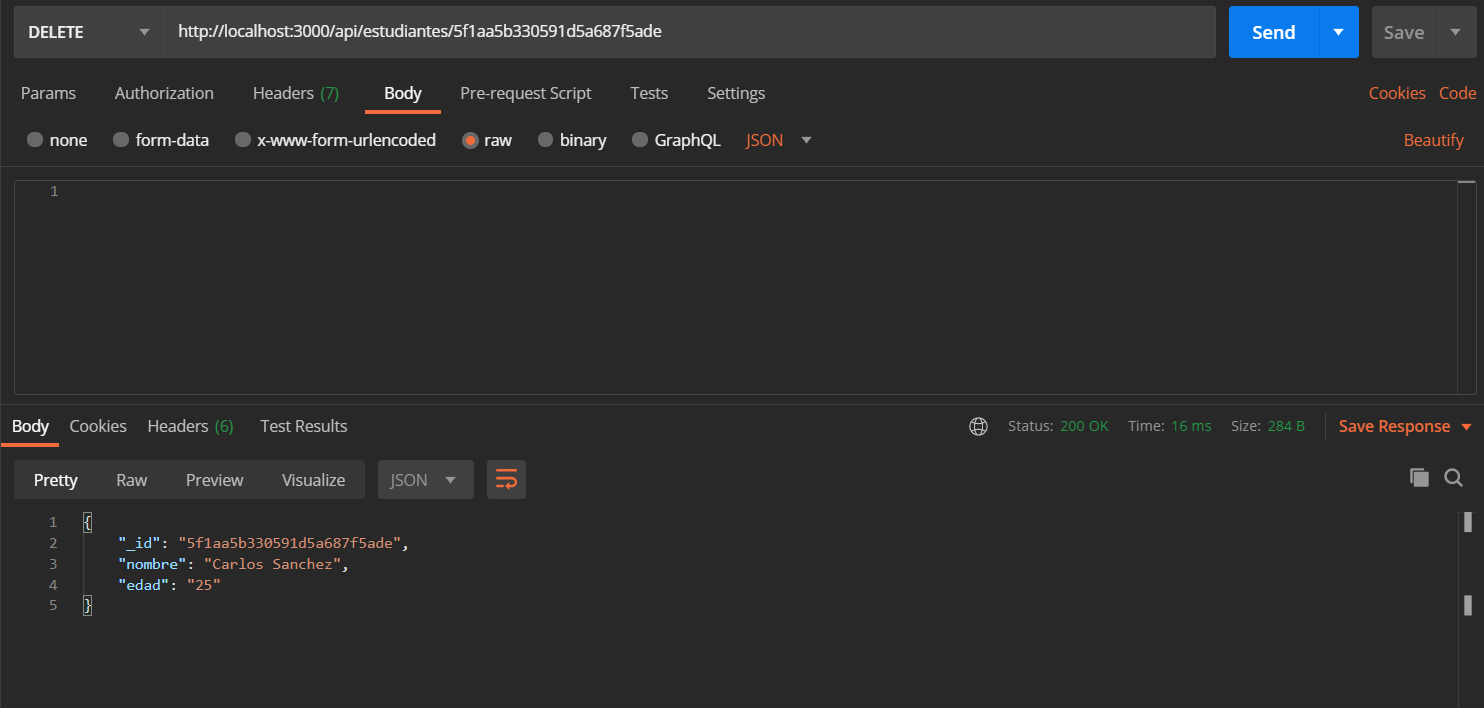 DELETE http://localhost:3000/api/estudiantes/5f1aa5b330591d5a687f5ade Send Save
Params Authorization Headers (7) Body Pre-request Script Tests Settings Cookies Code
none form-data x-www-form-urlencoded raw binary GraphQL JSON Beautify
1
Body Cookies Headers (6) Test Results Status: 200 OK Time: 16 ms Size: 284 B Save Response
Pretty Raw Preview Visualize JSON
1 {
2 "_id": "5f1aa5b330591d5a687f5ade",
3 "nombre": "Carlos Sanchez",
4 "edad": "25"
5 }